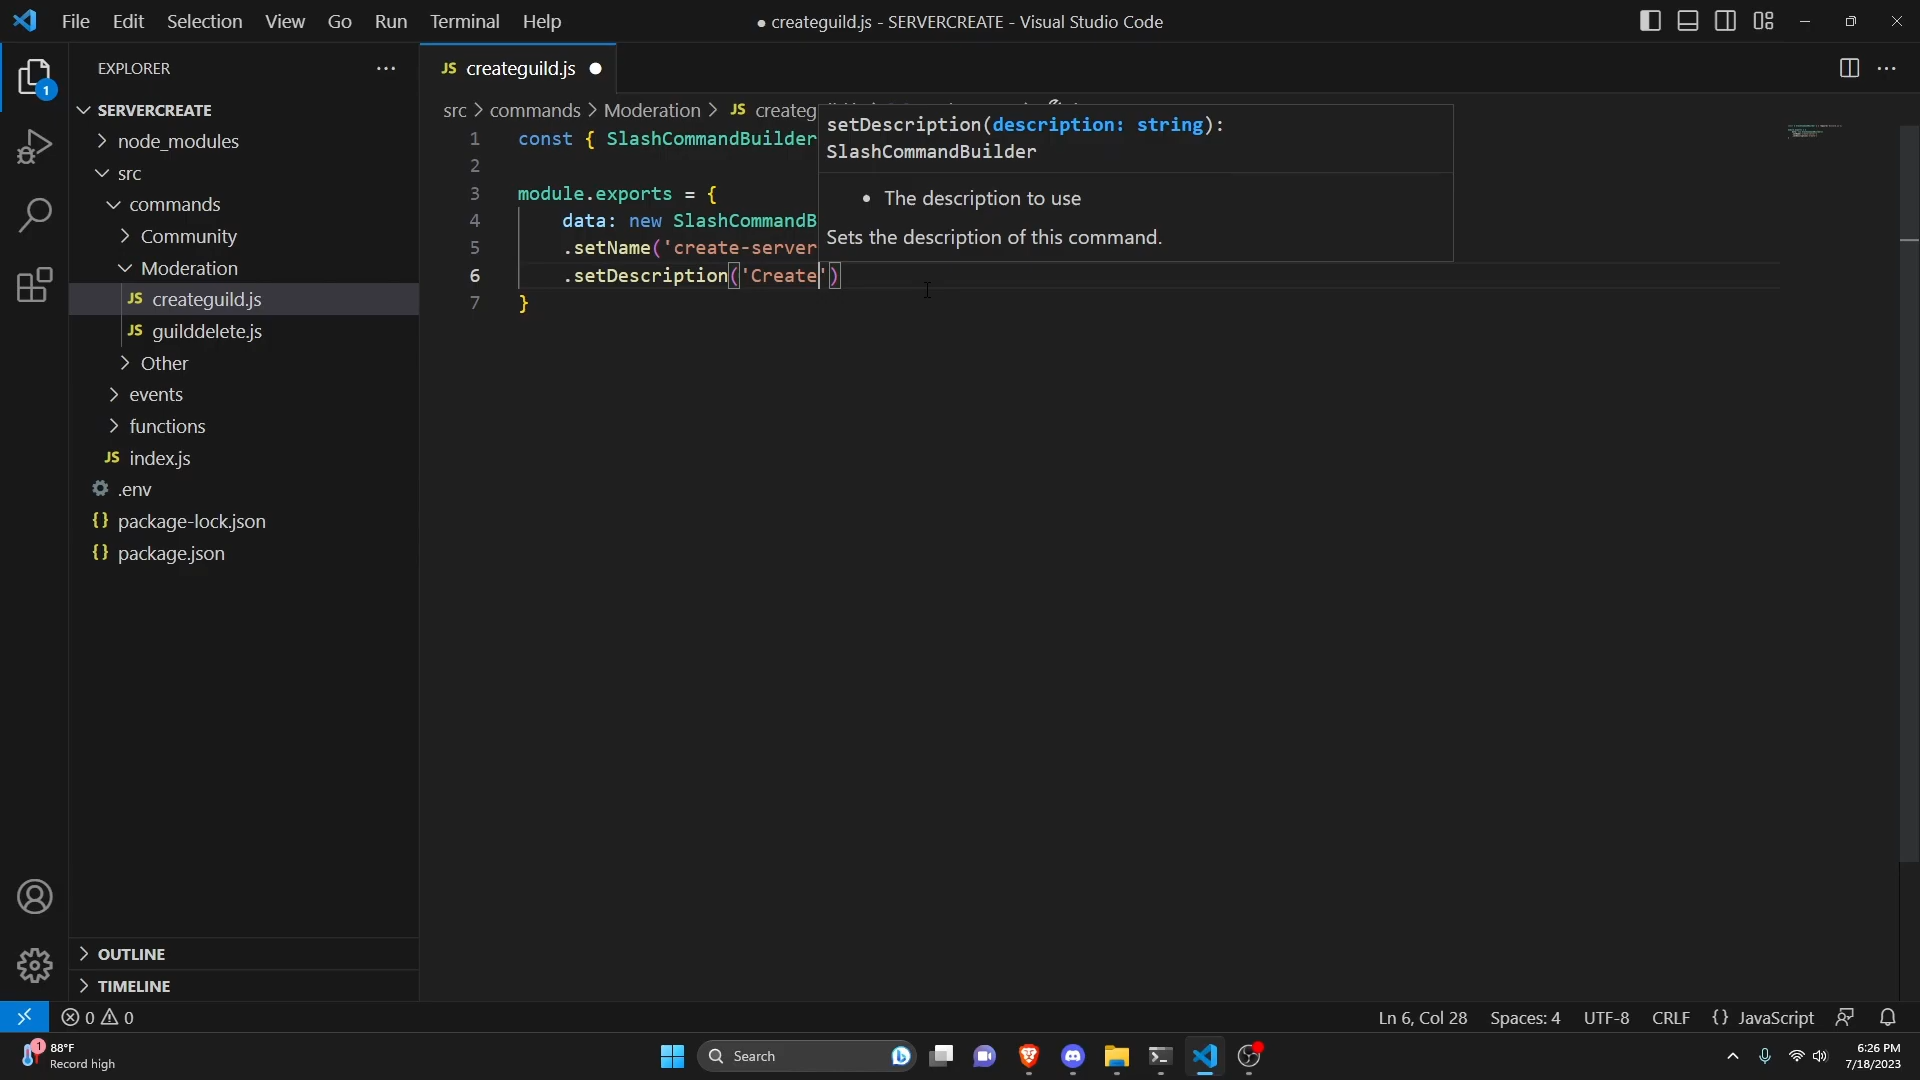 File Edit Selection View Go Run Terminal Help
● createguild.js - SERVERCREATE - Visual Studio Code
EXPLORER
1
SERVERCREATE
node_modules
src
commands
Community
Moderation
JS createguild.js
JS guilddelete.js
Other
events
functions
JS index.js
.env
{} package-lock.json
{} package.json
OUTLINE
TIMELINE
JS createguild.js
src > commands > Moderation > JS createg
1 const { SlashCommandBuilder
2
3 module.exports = {
4 data: new SlashCommandB
5 .setName('create-server
6 .setDescription('Create')
7 }
setDescription(description: string):
SlashCommandBuilder
• The description to use
Sets the description of this command.
0 0
Ln 6, Col 28 Spaces: 4 UTF-8 CRLF {} JavaScript
1
88°F
Record high
Search
6:26 PM
7/18/2023